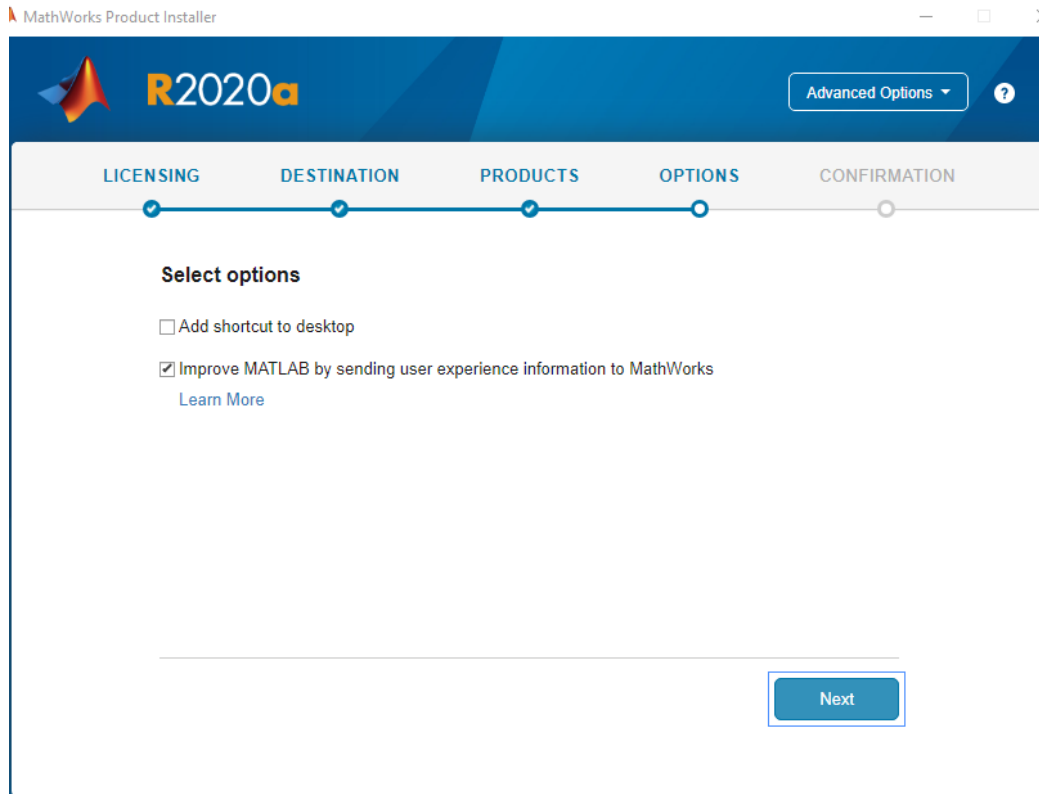 MathWorks Product Installer
R2020a
Advanced Options
?
LICENSING DESTINATION PRODUCTS OPTIONS CONFIRMATION
Select options
Add shortcut to desktop
Improve MATLAB by sending user experience information to MathWorks
Learn More
Next